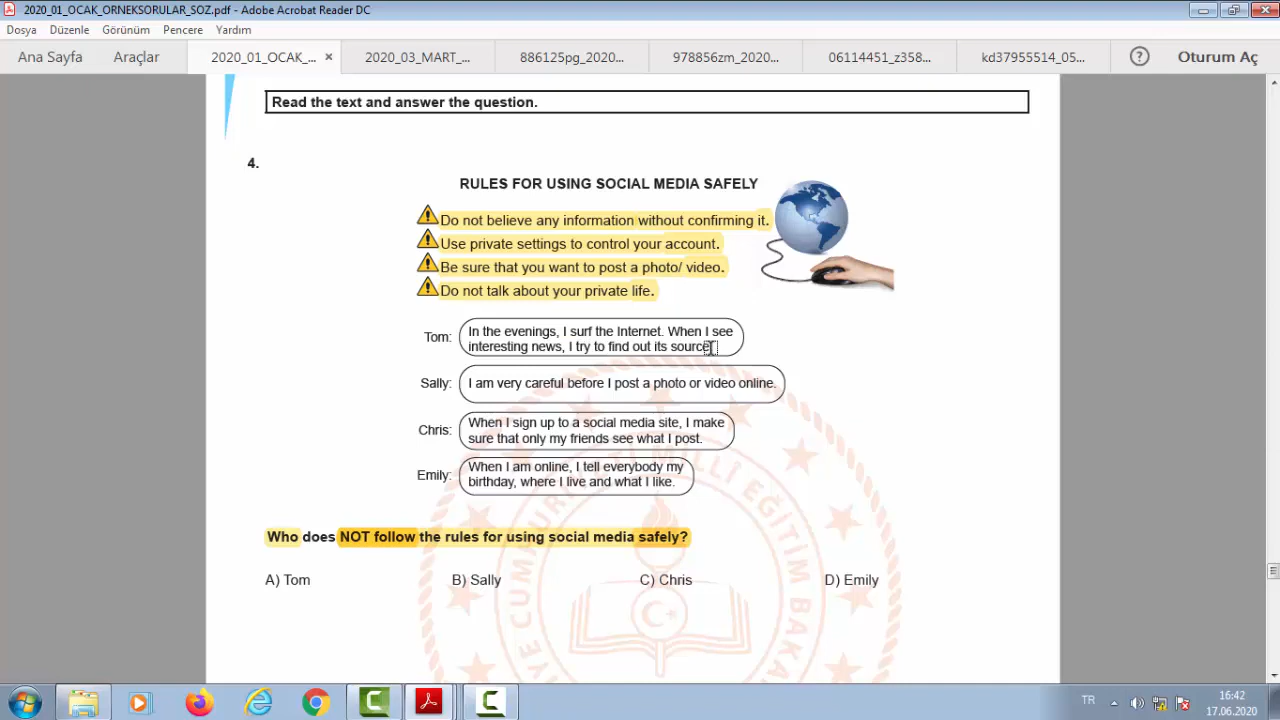 2020_01_OCAK_ORNEKSORULAR_SOZ.pdf - Adobe Acrobat Reader DC
Dosya Düzenle Görünüm Pencere Yardım
Ana Sayfa Araçlar 2020_01_OCAK_... × 2020_03_MART_... 886125pg_2020... 978856zm_2020... 06114451_z358... kd37955514_05... ? Oturum Aç
Read the text and answer the question.
4.
RULES FOR USING SOCIAL MEDIA SAFELY
Do not believe any information without confirming it.
Use private settings to control your account.
Be sure that you want to post a photo/ video.
Do not talk about your private life.
Tom: In the evenings, I surf the Internet. When I see
interesting news, I try to find out its source.
Sally: I am very careful before I post a photo or video online.
Chris: When I sign up to a social media site, I make
sure that only my friends see what I post.
Emily: When I am online, I tell everybody my
birthday, where I live and what I like.
Who does NOT follow the rules for using social media safely?
A) Tom B) Sally C) Chris D) Emily
TR 16:42
17.06.2020